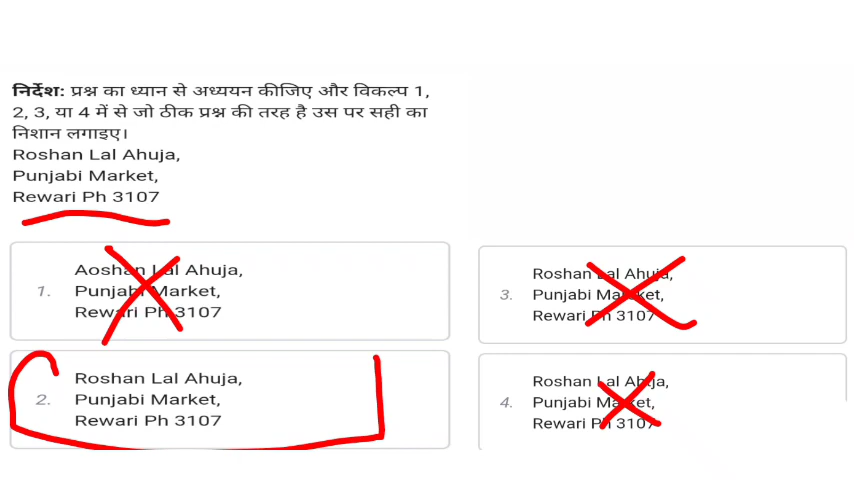 निर्देश: प्रश्न का ध्यान से अध्ययन कीजिए और विकल्प 1,
2, 3, या 4 में से जो ठीक प्रश्न की तरह है उस पर सही का
निशान लगाइए।
Roshan Lal Ahuja,
Punjabi Market,
Rewari Ph 3107
1.
Aoshan Lal Ahuja,
Punjabi Market,
Rewari Ph 3107
2.
Roshan Lal Ahuja,
Punjabi Market,
Rewari Ph 3107
3.
Roshan Lal Ahuja,
Punjabi Market,
Rewari Ph 3107
4.
Roshan Lal
Punjabi Market,
Rewari Ph 3107